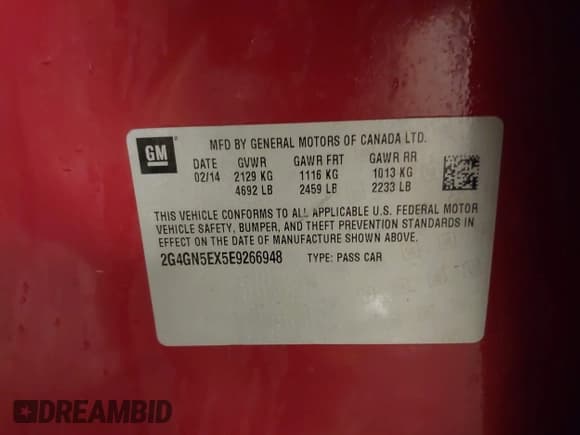 GM
MFD BY GENERAL MOTORS OF CANADA LTD.
DATE GVWR GAWR FRT GAWR RR
02/14 2129 KG 1116 KG 1013 KG
4692 LB 2459 LB 2233 LB
THIS VEHICLE CONFORMS TO ALL APPLICABLE U.S. FEDERAL MOTOR
VEHICLE SAFETY, BUMPER, AND THEFT PREVENTION STANDARDS IN
EFFECT ON THE DATE OF MANUFACTURE SHOWN ABOVE.
2G4GN5EX5E9266948 TYPE: PASS CAR
DREAMBID